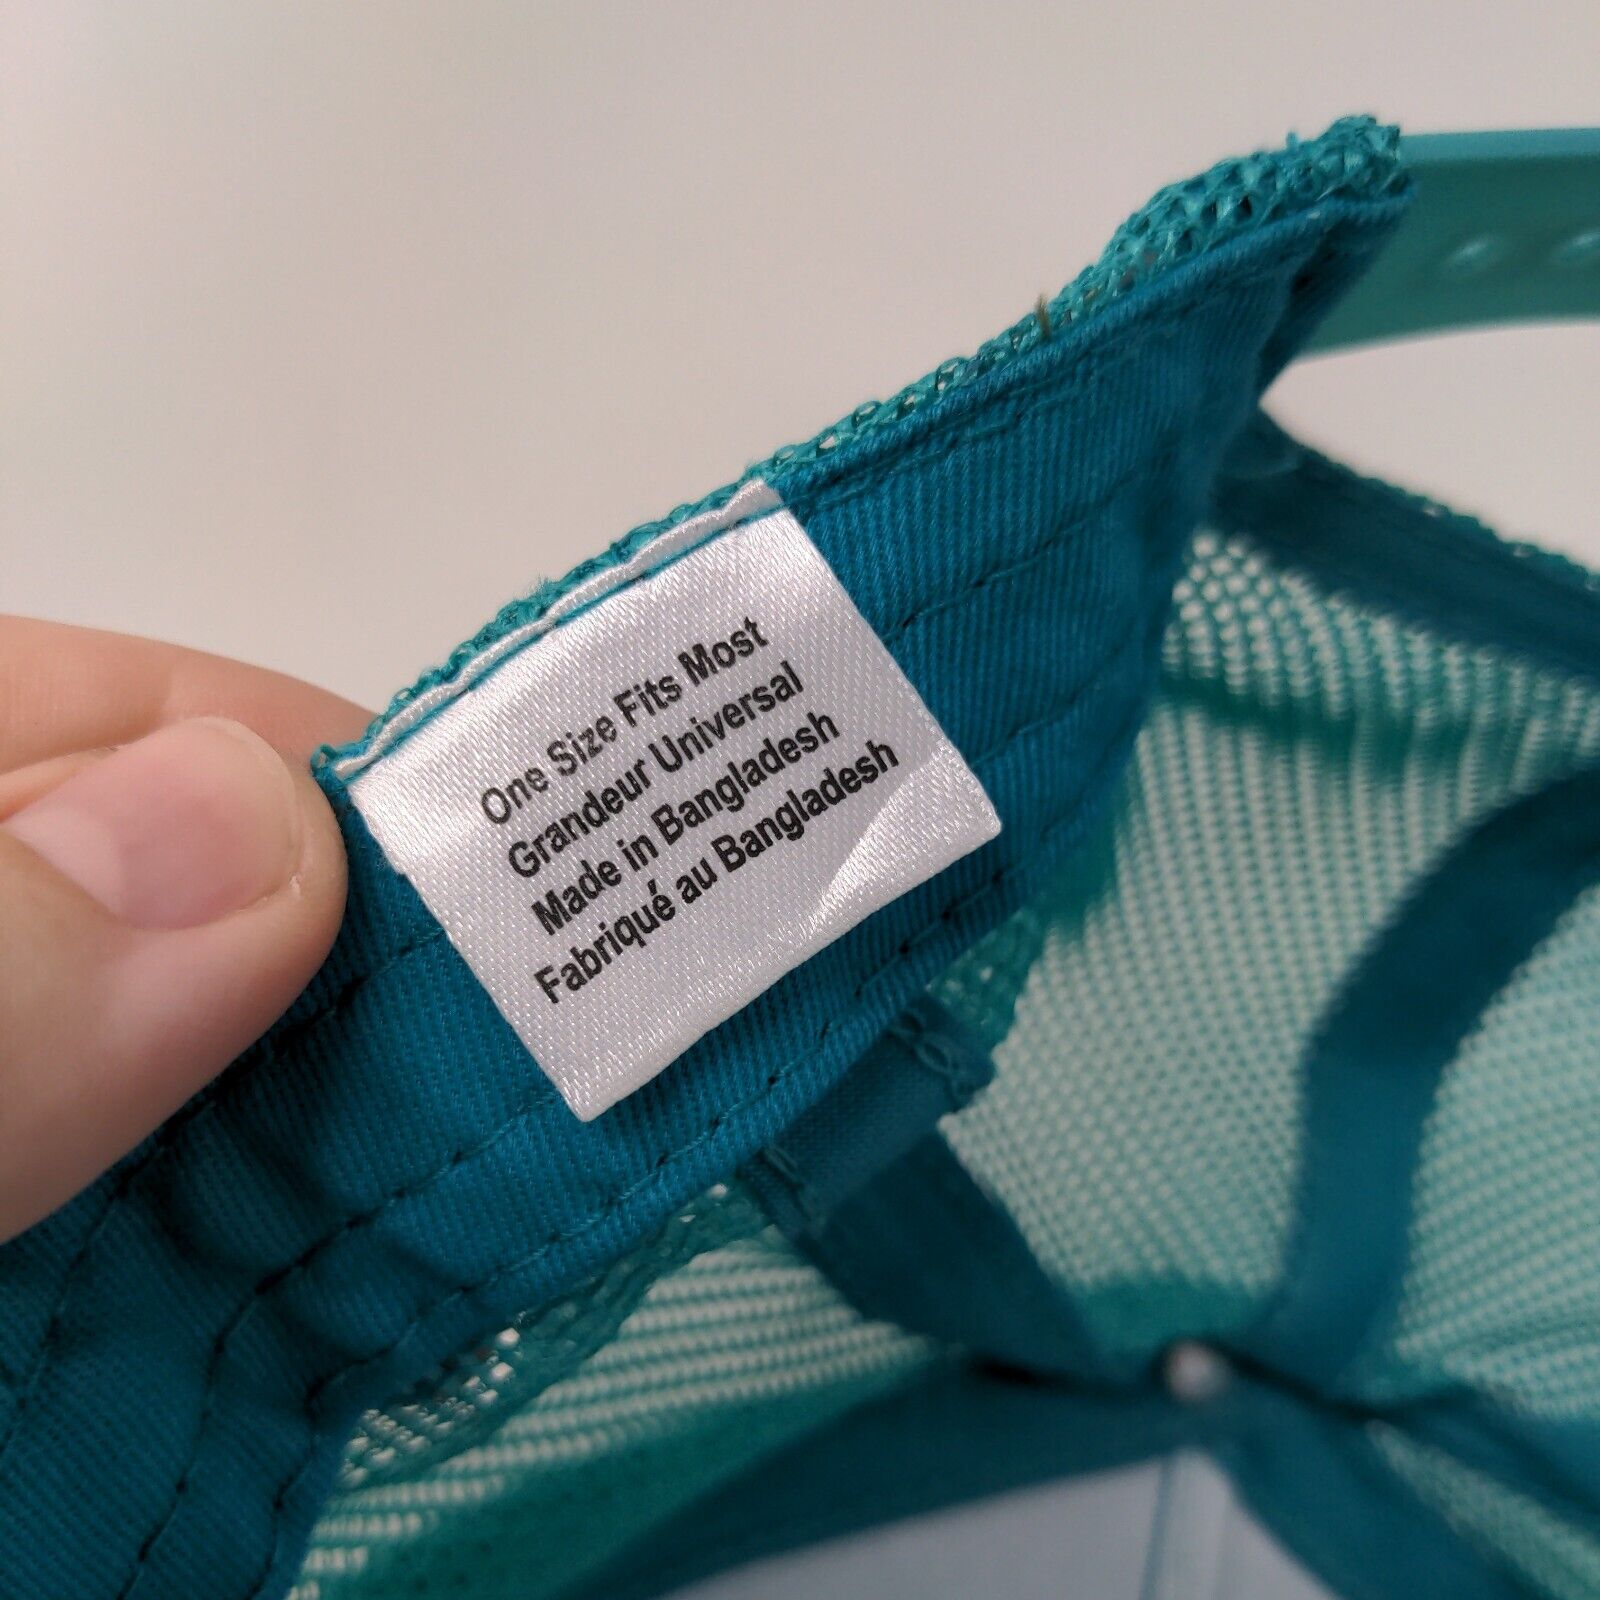 One Size Fits Most
Grandeur Universal
Made in Bangladesh
Fabriqué au Bangladesh